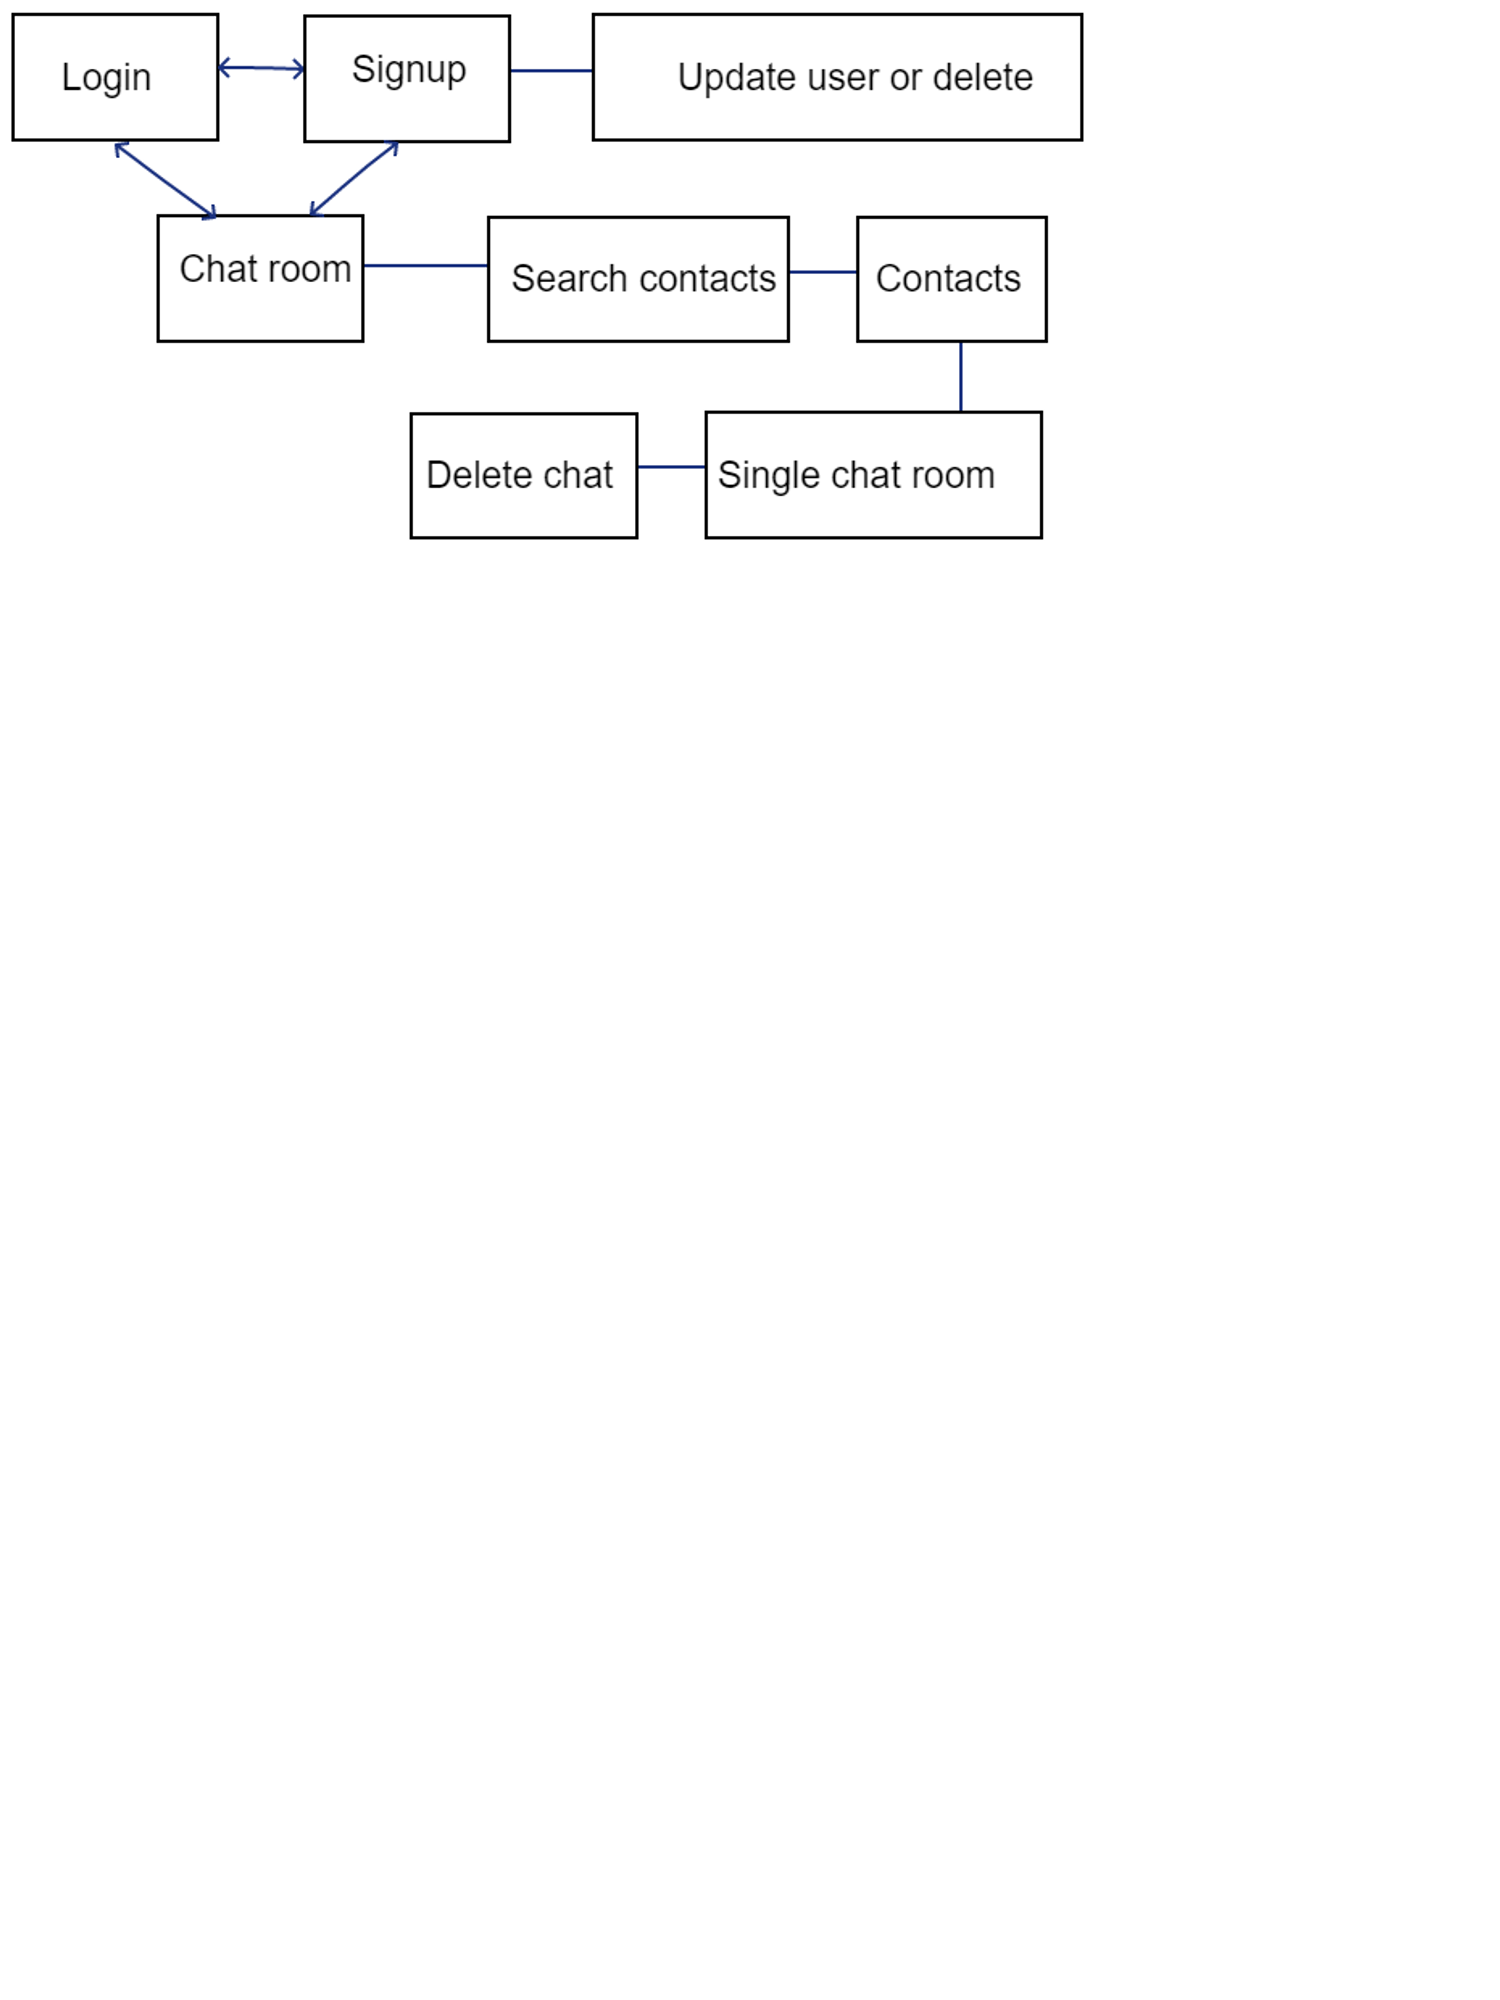 Login
Signup
Update user or delete
Chat room
Search contacts
Contacts
Delete chat
Single chat room